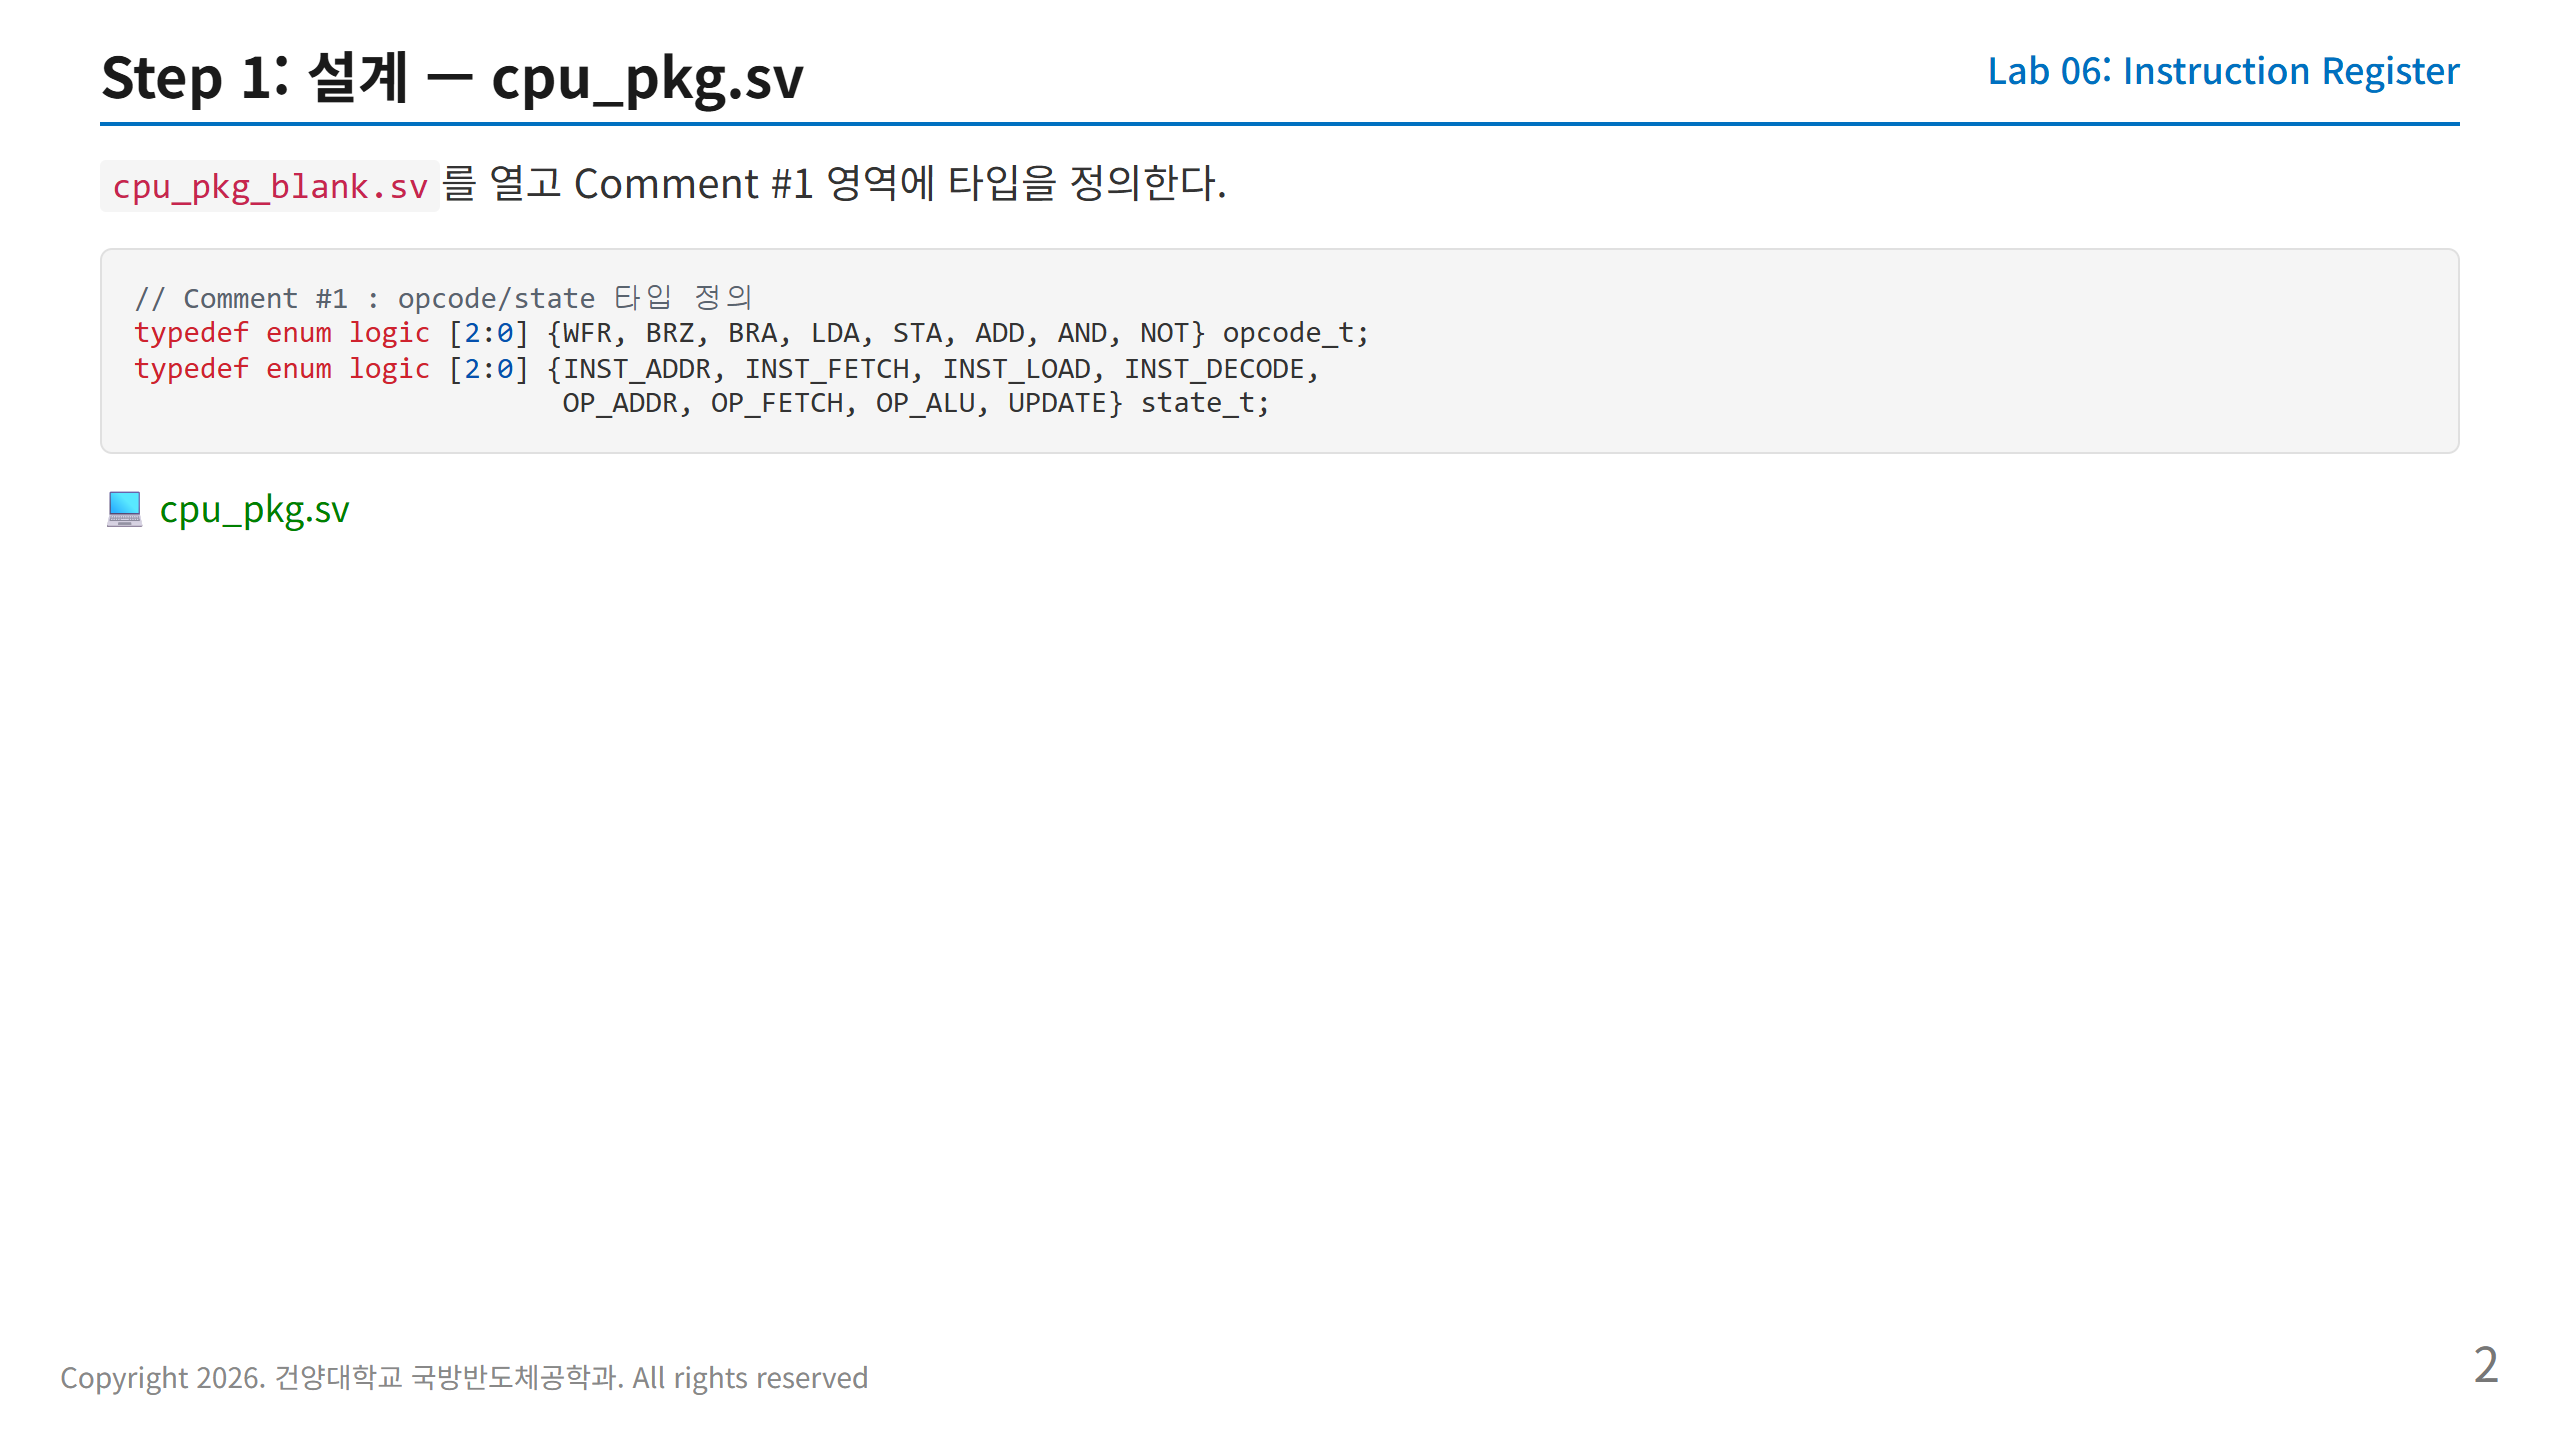 Step 1: 설계 — cpu_pkg.sv
Lab 06: Instruction Register
cpu_pkg_blank.sv를 열고 Comment #1 영역에 타입을 정의한다.
// Comment #1 : opcode/state 타입 정의
typedef enum logic [2:0] {WFR, BRZ, BRA, LDA, STA, ADD, AND, NOT} opcode_t;
typedef enum logic [2:0] {INST_ADDR, INST_FETCH, INST_LOAD, INST_DECODE,
OP_ADDR, OP_FETCH, OP_ALU, UPDATE} state_t;
💻 cpu_pkg.sv
Copyright 2026. 건양대학교 국방반도체공학과. All rights reserved
2